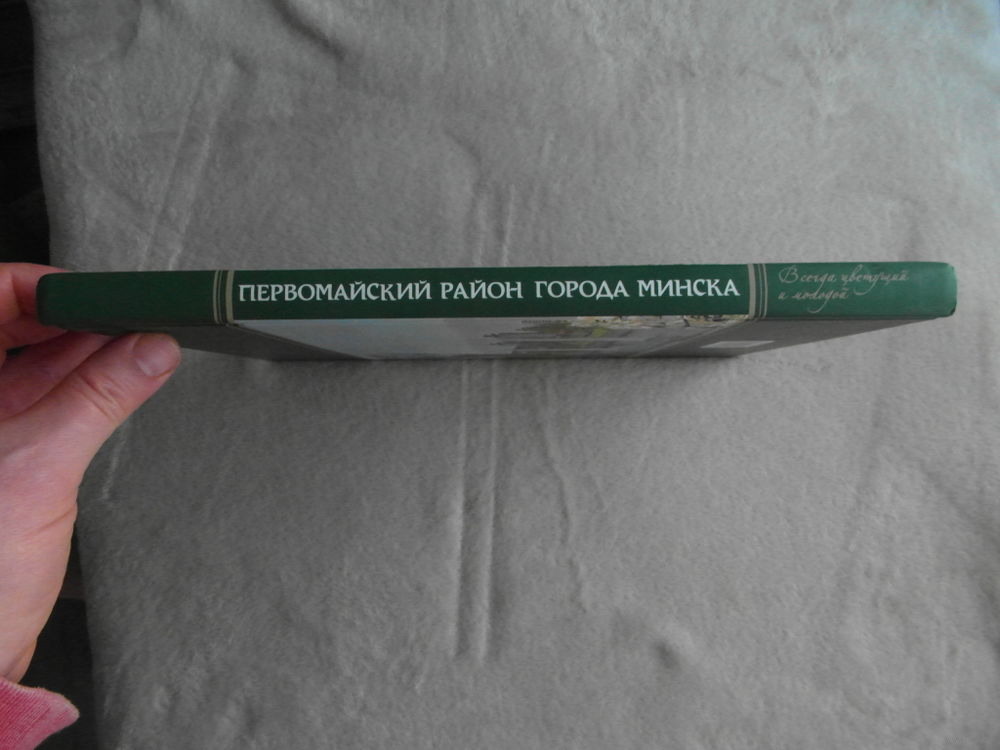 ПЕРВОМАЙСКИЙ РАЙОН ГОРОДА МИНСКА
Всегда цветущий
и молодой